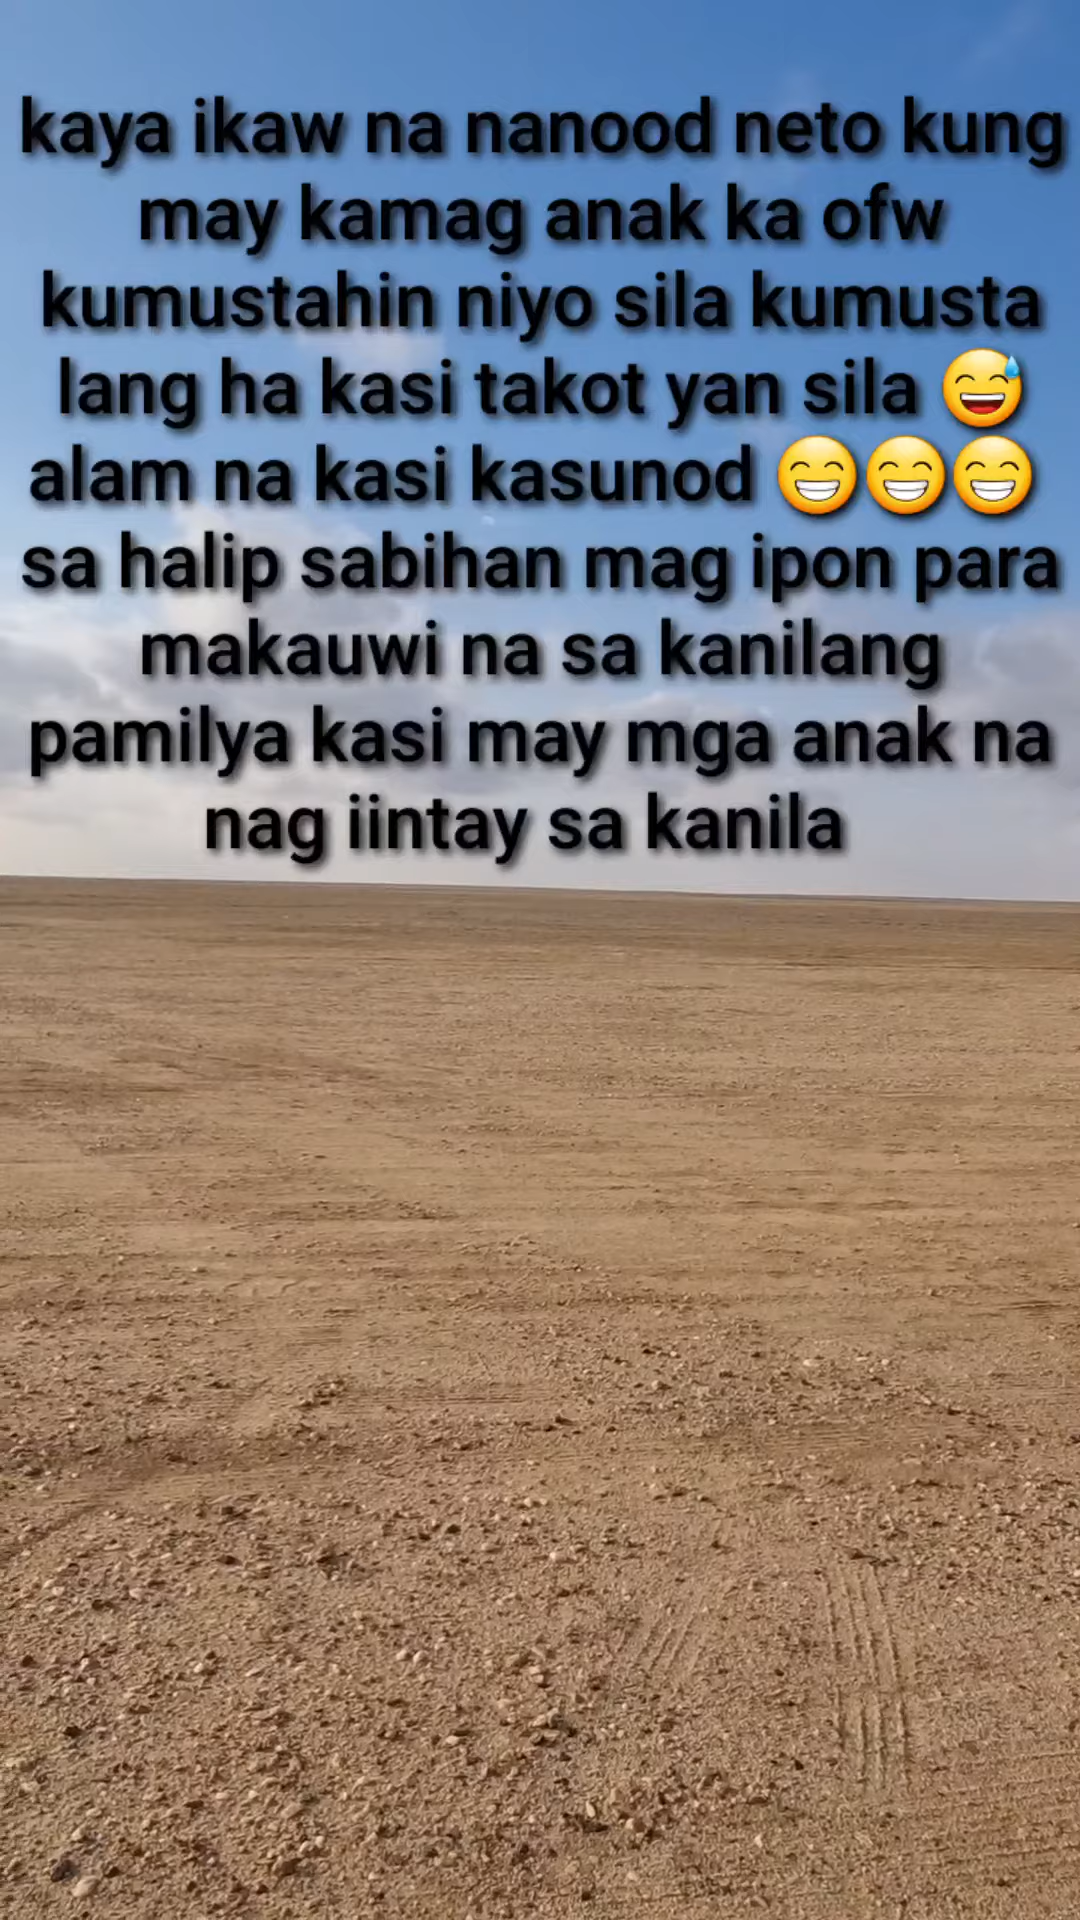 kaya ikaw na nanood neto kung
may kamag anak ka ofw
kumustahin niyo sila kumusta
lang ha kasi takot yan sila 😅
alam na kasi kasunod 😁😁😁
sa halip sabihan mag ipon para
makauwi na sa kanilang
pamilya kasi may mga anak na
nag iintay sa kanila